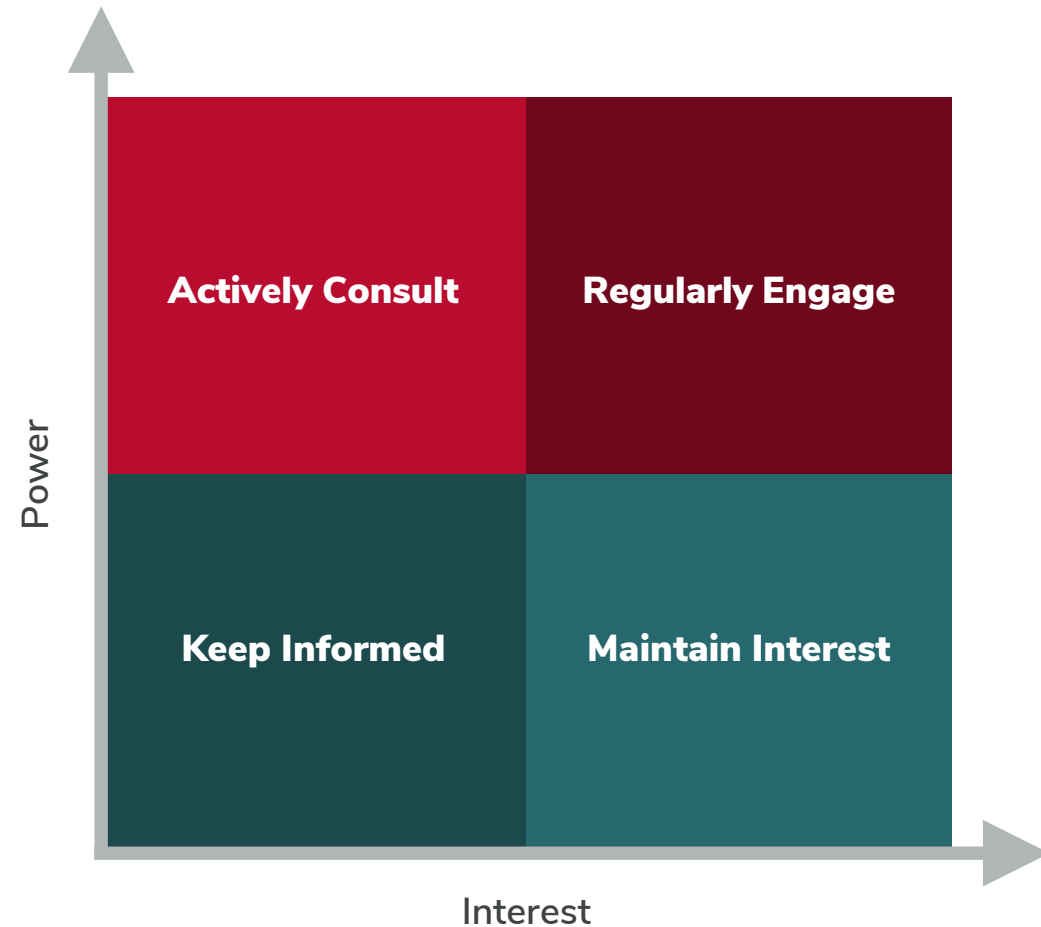 Actively Consult
Regularly Engage
Power
Keep Informed
Maintain Interest
Interest